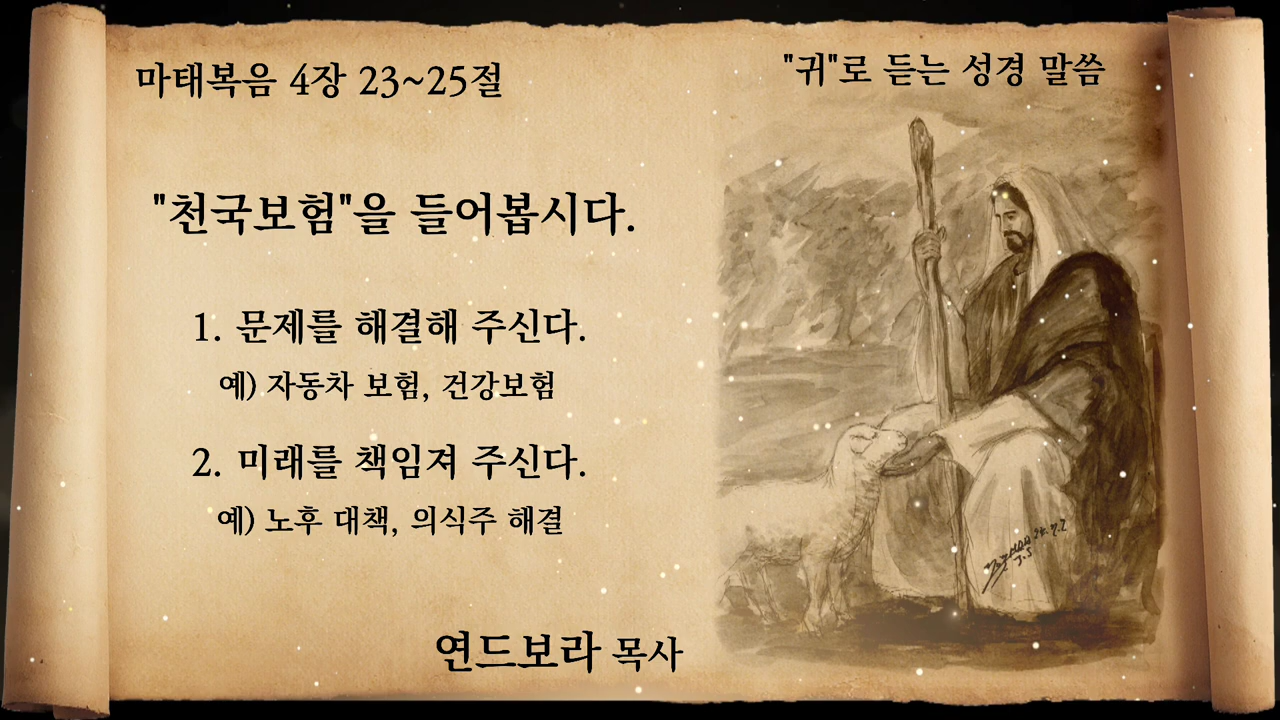 마태복음 4장 23~25절
"귀"로 듣는 성경 말씀
"천국보험"을 들어봅시다.
1. 문제를 해결해 주신다.
예) 자동차 보험, 건강보험
2. 미래를 책임져 주신다.
예) 노후 대책, 의식주 해결
연드보라 목사